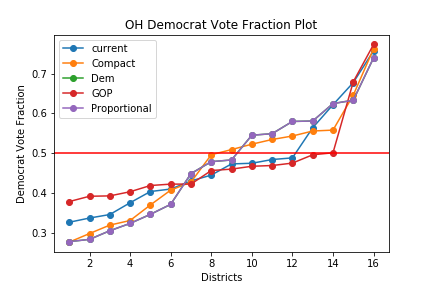 OH Democrat Vote Fraction Plot
current
Compact
Dem
GOP
Proportional
Democrat Vote Fraction
0.7
0.6
0.5
0.4
0.3
2 4 6 8 10 12 14 16
Districts